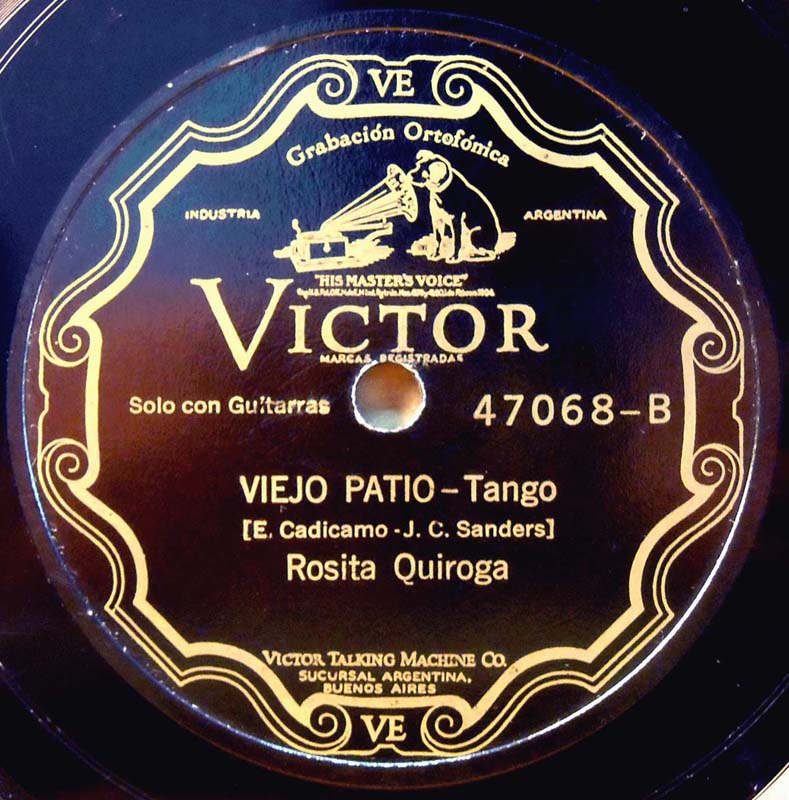 VE
Grabación Ortofónica
INDUSTRIA ARGENTINA
"HIS MASTER'S VOICE"
VICTOR
MARCAS REGISTRADAS
Solo con Guitarras 47068-B
VIEJO PATIO - Tango
[E. Cadicamo - J. C. Sanders]
Rosita Quiroga
VICTOR TALKING MACHINE CO.
SUCURSAL ARGENTINA,
BUENOS AIRES
VE